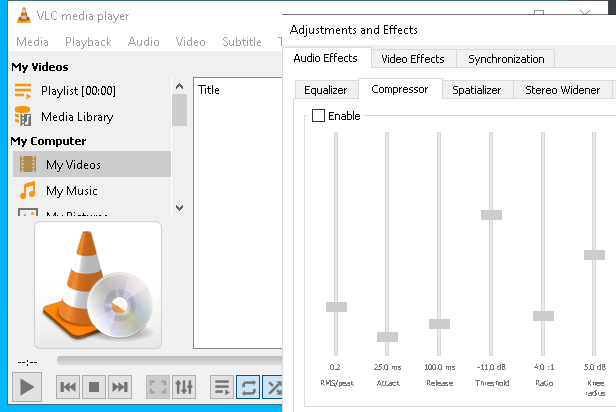 VLC media player
Media Playback Audio Video Subtitle
My Videos
Playlist [00:00]
Media Library
My Computer
My Videos
My Music
My Pictures
Title
--:--
Adjustments and Effects
Audio Effects Video Effects Synchronization
Equalizer Compressor Spatializer Stereo Widener
Enable
0.2 25.0 ms 100.0 ms -11.0 dB 4.0 :1 5.0 dB
RMS/peak Attack Release Threshold Ratio Knee
radius